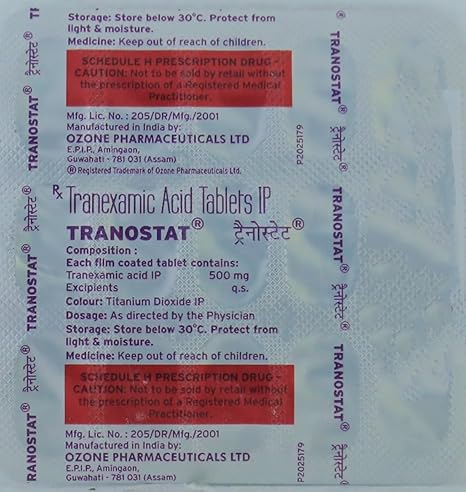 Storage: Store below 30°C. Protect from
light & moisture.
Medicine: Keep out of reach of children.
SCHEDULE H PRESCRIPTION DRUG -
CAUTION: Not to be sold by retail without
the prescription of a Registered Medical
Practitioner.
Mfg. Lic. No. : 205/DR/Mfg./2001
Manufactured in India by:
OZONE PHARMACEUTICALS LTD
E.P.I.P., Amingaon,
Guwahati - 781 031 (Assam)
® Registered Trademark of Ozone Pharmaceuticals Ltd.
P2025179
Rx Tranexamic Acid Tablets IP
TRANOSTAT® ट्रैनोस्टेट®
Composition :
Each film coated tablet contains:
Tranexamic acid IP 500 mg
Excipients q.s.
Colour: Titanium Dioxide IP
Dosage: As directed by the Physician
Storage: Store below 30°C. Protect from
light & moisture.
Medicine: Keep out of reach of children.
SCHEDULE H PRESCRIPTION DRUG -
CAUTION: Not to be sold by retail without
the prescription of a Registered Medical
Practitioner.
Mfg. Lic. No. : 205/DR/Mfg./2001
Manufactured in India by:
OZONE PHARMACEUTICALS LTD
E.P.I.P., Amingaon,
Guwahati - 781 031 (Assam)
P2025179
RANOSTAT® ट्रैनोस्टेट
TRANOSTAT® ट्रैनोस्टेट®
TRANOSTAT® ट्रैनोस्टेट®
TR
TRANOSTAT® ट्रैनोस्टेट
TRANOSTAT® ट्रैनोस्टेट®
TRANOSTAT® ट्रैनोस्टेट®